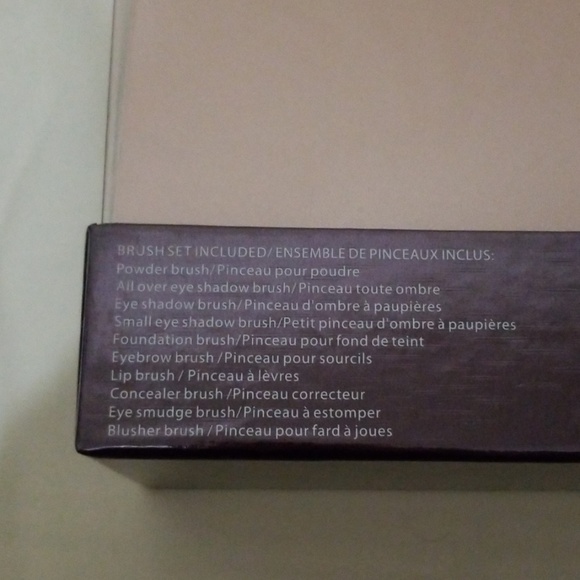 BRUSH SET INCLUDED/ ENSEMBLE DE PINCEAUX INCLUS:
Powder brush/Pinceau pour poudre
All over eye shadow brush/Pinceau toute ombre
Eye shadow brush/Pinceau d'ombre à paupières
Small eye shadow brush/Petit pinceau d'ombre à paupières
Foundation brush/Pinceau pour fond de teint
Eyebrow brush /Pinceau pour sourcils
Lip brush / Pinceau à lèvres
Concealer brush /Pinceau correcteur
Eye smudge brush/Pinceau à estomper
Blusher brush / Pinceau pour fard à joues